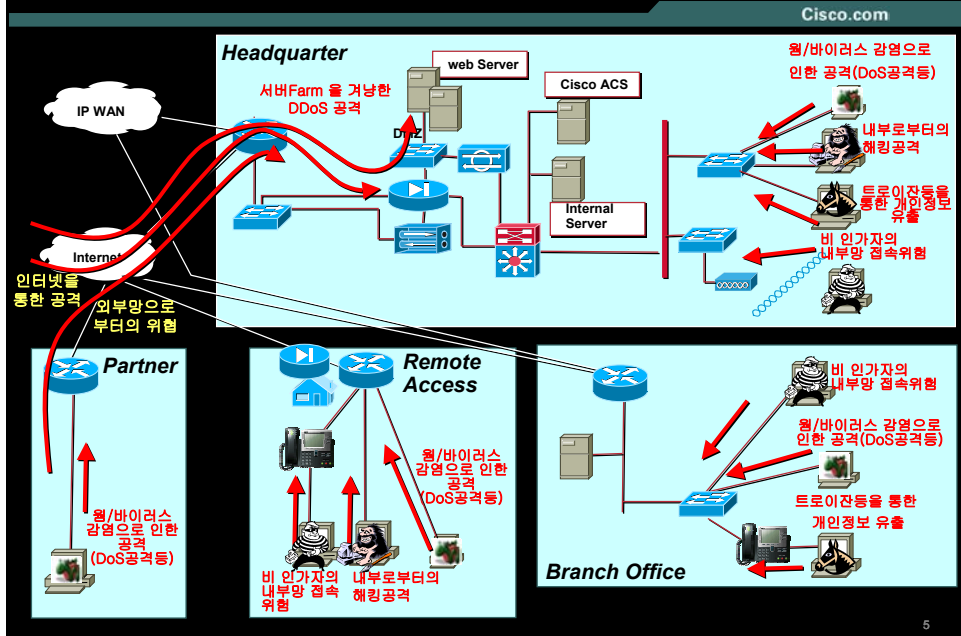 Cisco.com
Headquarter
web Server
Cisco ACS
웜/바이러스 감염으로
인한 공격(DoS공격등)
서버Farm 을 겨냥한
DDoS 공격
IP WAN
DMZ
내부로부터의
해킹공격
트로이잔등을
통한 개인정보
유출
Internal
Server
비 인가자의
내부망 접속위험
Internet
인터넷을
통한 공격
외부망으로
부터의 위협
Partner
웜/바이러스
감염으로 인한
공격
(DoS공격등)
Remote
Access
웜/바이러스
감염으로 인한
공격
(DoS공격등)
비 인가자의
내부망 접속
위험
내부로부터의
해킹공격
비 인가자의
내부망 접속위험
웜/바이러스 감염으로
인한 공격(DoS공격등)
트로이잔등을 통한
개인정보 유출
Branch Office
5